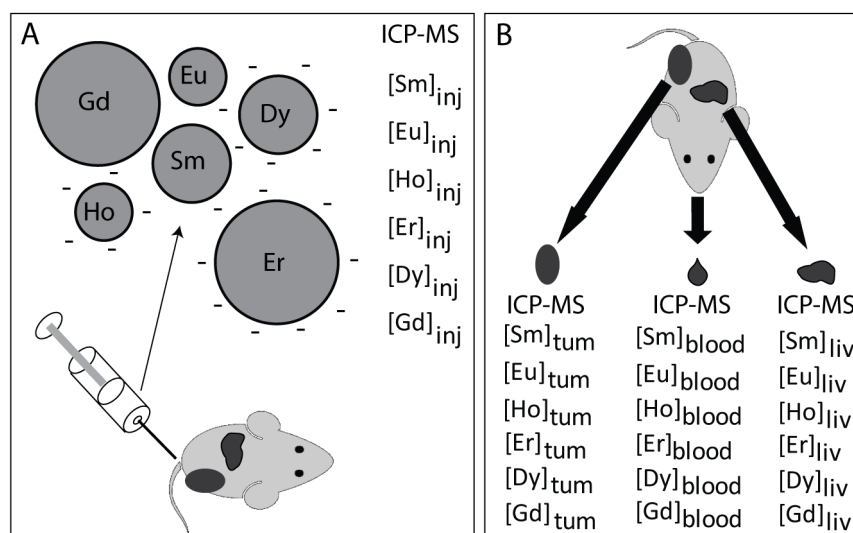 A
ICP-MS
Gd
Eu
Dy
Sm
Ho
Er
[Sm]inj
[Eu]inj
[Ho]inj
[Er]inj
[Dy]inj
[Gd]inj
B
ICP-MS ICP-MS ICP-MS
[Sm]tum [Sm]blood [Sm]liv
[Eu]tum [Eu]blood [Eu]liv
[Ho]tum [Ho]blood [Ho]liv
[Er]tum [Er]blood [Er]liv
[Dy]tum [Dy]blood [Dy]liv
[Gd]tum [Gd]blood [Gd]liv